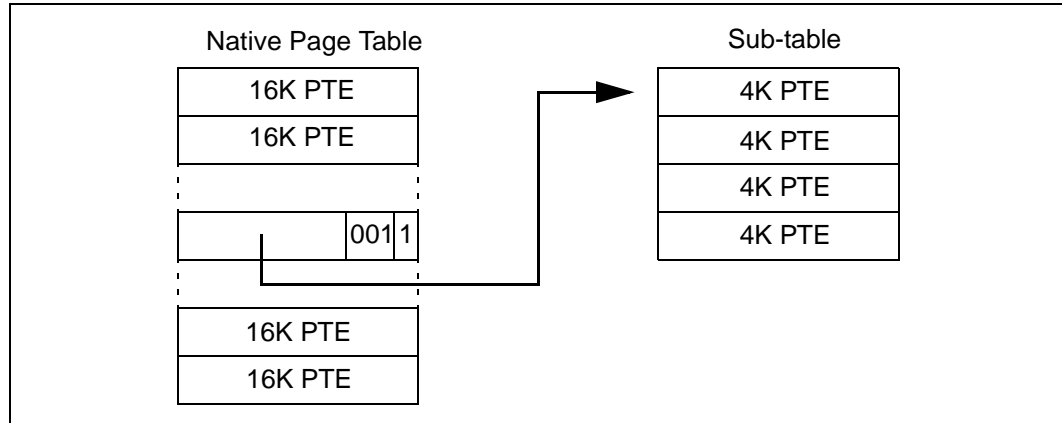 Native Page Table
16K PTE
16K PTE
001 1
16K PTE
16K PTE
Sub-table
4K PTE
4K PTE
4K PTE
4K PTE